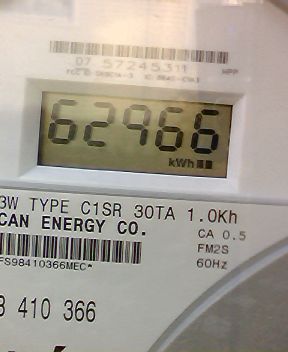 07 57245311
62966
kWh
3W TYPE C1SR 30TA 1.0Kh
CAN ENERGY CO.
CA 0.5
FM2S
60Hz
FS98410366MEC*
8 410 366